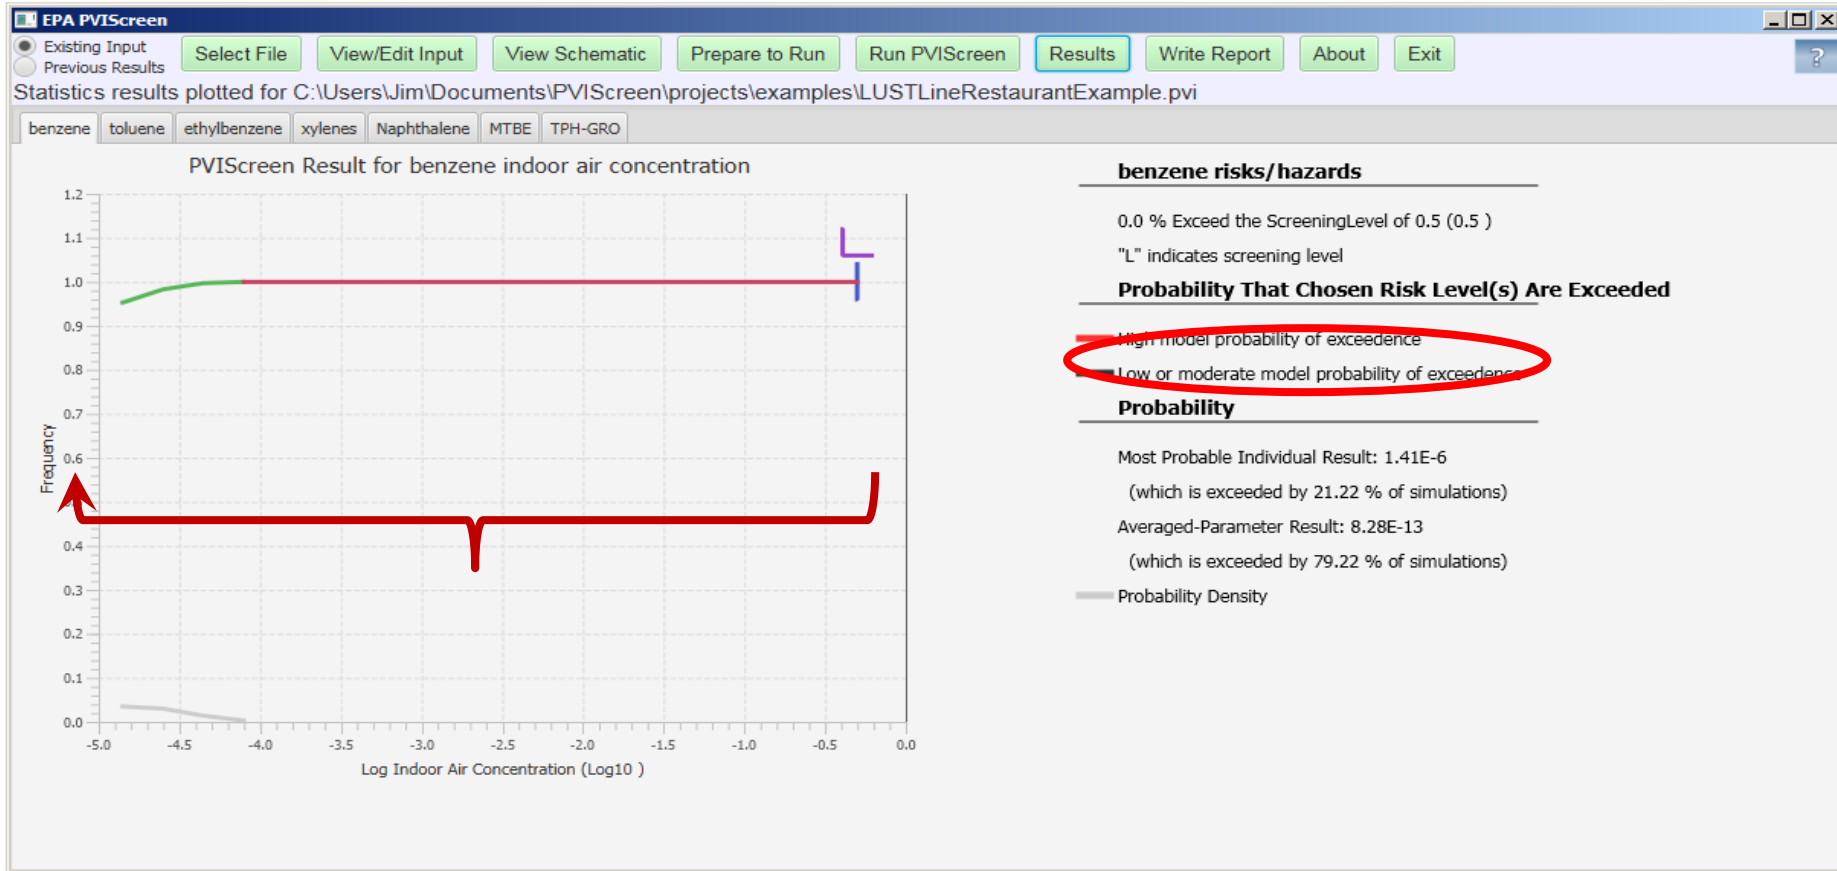 EPA PVIScreen
Existing Input
Previous Results
Select File
View/Edit Input
View Schematic
Prepare to Run
Run PVIScreen
Results
Write Report
About
Exit
?
Statistics results plotted for C:\Users\Jim\Documents\PVIScreen\projects\examples\LUSTLineRestaurantExample.pvi
benzene toluene ethylbenzene xylenes Naphthalene MTBE TPH-GRO
PVIScreen Result for benzene indoor air concentration
1.2
1.1
1.0
0.9
0.8
0.7
0.6
0.4
0.3
0.2
0.1
0.0
Frequency
L
-5.0 -4.5 -4.0 -3.5 -3.0 -2.5 -2.0 -1.5 -1.0 -0.5 0.0
Log Indoor Air Concentration (Log10 )
benzene risks/hazards
0.0 % Exceed the ScreeningLevel of 0.5 (0.5 )
"L" indicates screening level
Probability That Chosen Risk Level(s) Are Exceeded
High model probability of exceedence
Low or moderate model probability of exceedence
Probability
Most Probable Individual Result: 1.41E-6
(which is exceeded by 21.22 % of simulations)
Averaged-Parameter Result: 8.28E-13
(which is exceeded by 79.22 % of simulations)
Probability Density